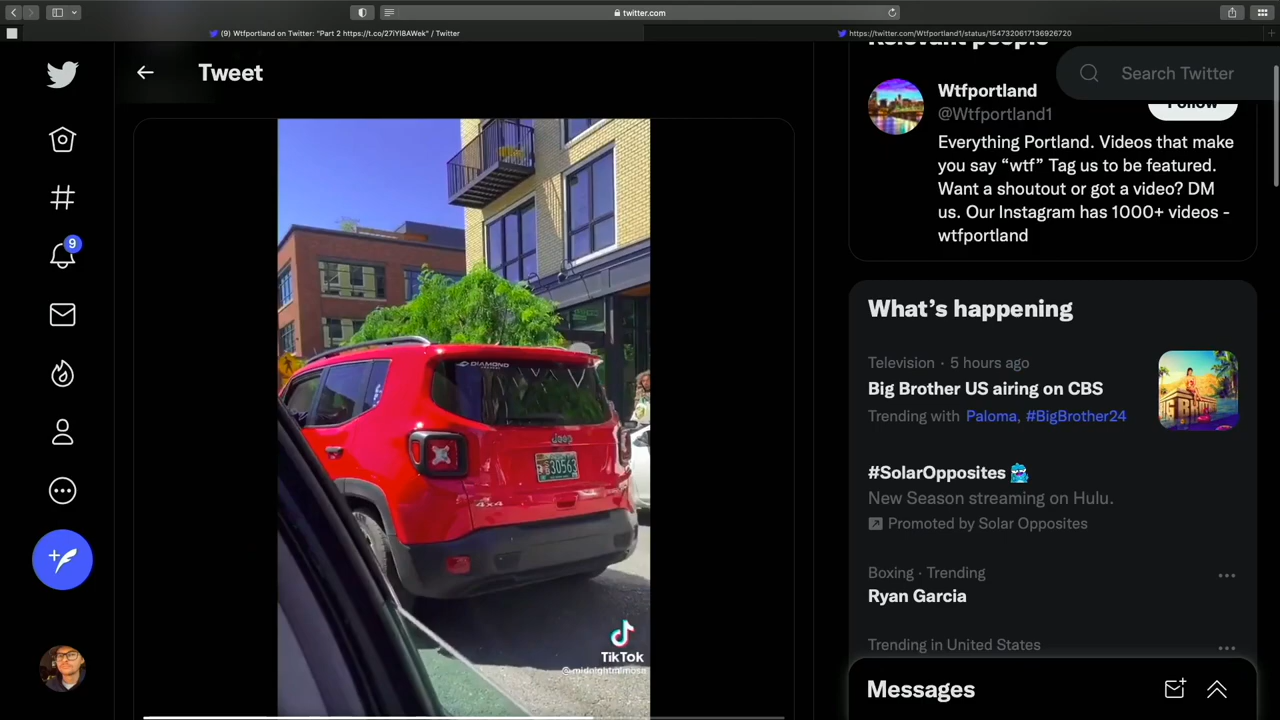 twitter.com
(9) Wtfportland on Twitter: "Part 2 https://t.co/27iYl8AWek" / Twitter
https://twitter.com/Wtfportland1/status/1547320617136926720
Tweet
Relevant people
Search Twitter
Wtfportland
@Wtfportland1
Follow
Everything Portland. Videos that make
you say “wtf” Tag us to be featured.
Want a shoutout or got a video? DM
us. Our Instagram has 1000+ videos -
wtfportland
9
What’s happening
Television · 5 hours ago
Big Brother US airing on CBS
Trending with Paloma, #BigBrother24
#SolarOpposites
New Season streaming on Hulu.
Promoted by Solar Opposites
Boxing · Trending
Ryan Garcia
Trending in United States
Messages
DIAMOND
Jeep
30563
4x4
TikTok
@midnightmimosa